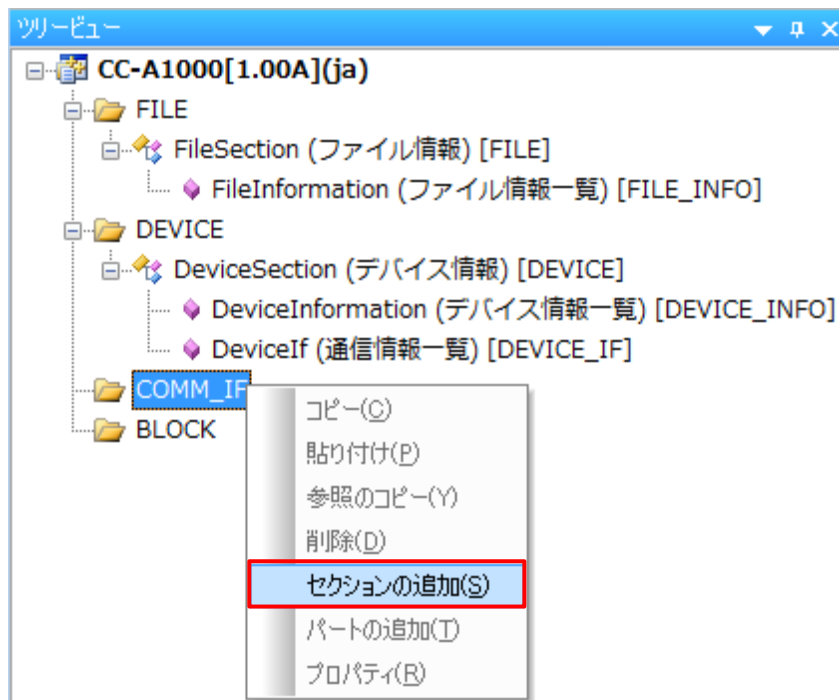 ツリービュー
CC-A1000[1.00A](ja)
FILE
FileSection (ファイル情報) [FILE]
FileInformation (ファイル情報一覧) [FILE_INFO]
DEVICE
DeviceSection (デバイス情報) [DEVICE]
DeviceInformation (デバイス情報一覧) [DEVICE_INFO]
DeviceIf (通信情報一覧) [DEVICE_IF]
COMM_IF
BLOCK
コピー(C)
貼り付け(P)
参照のコピー(Y)
削除(D)
セクションの追加(S)
パートの追加(T)
プロパティ(R)